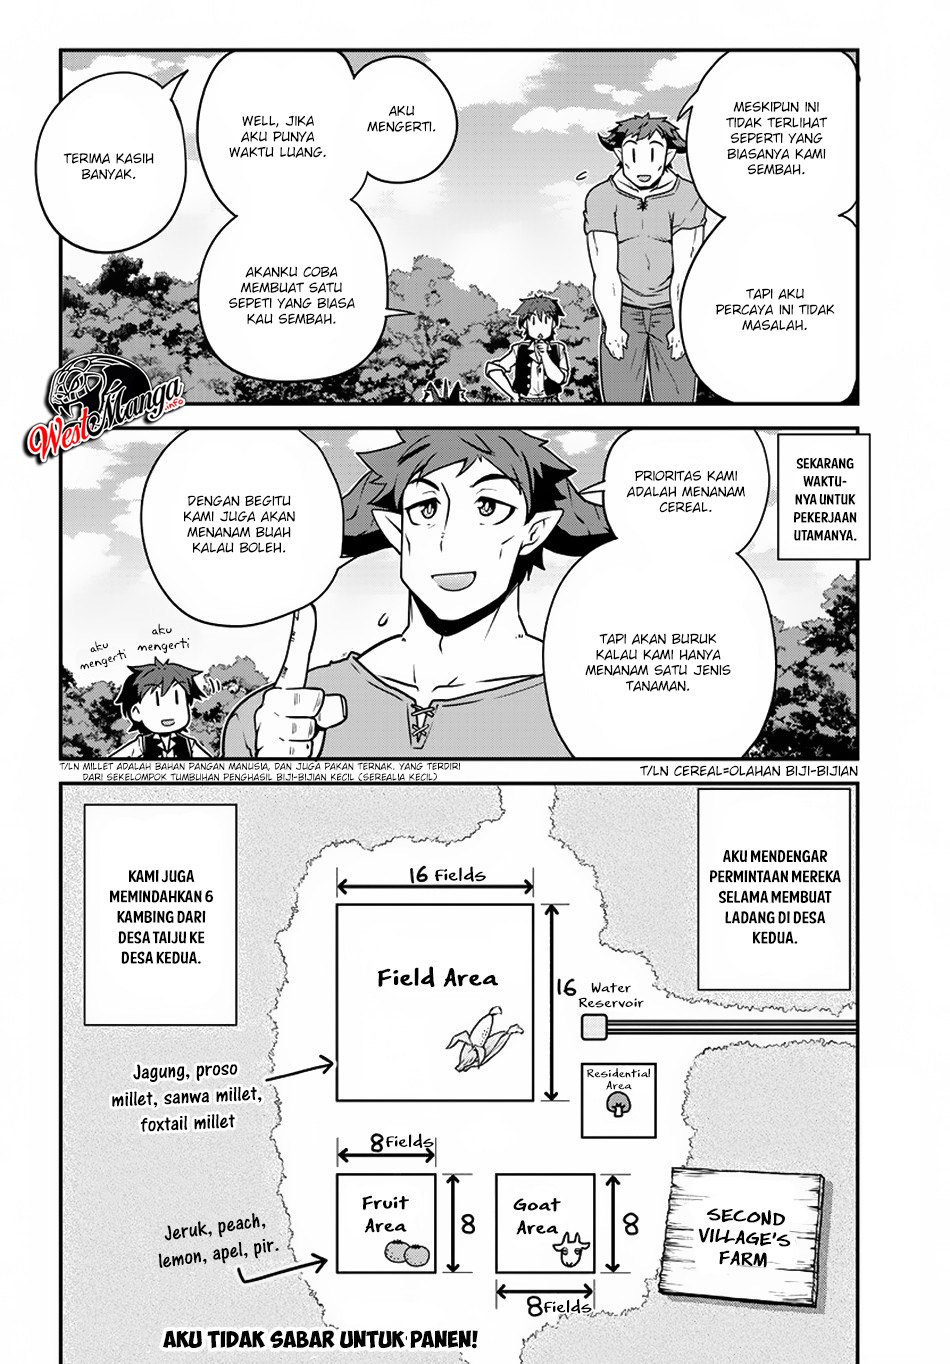 MESKIPUN INI
TIDAK TERLIHAT
SEPERTI YANG
BIASANYA KAMI
SEMBAH.
TAPI AKU
PERCAYA INI TIDAK
MASALAH.
AKU
MENGERTI.
WELL, JIKA
AKU PUNYA
WAKTU LUANG.
AKANKU COBA
MEMBUAT SATU
SEPETI YANG BIASA
KAU SEMBAH.
TERIMA KASIH
BANYAK.
WestManga
.info
SEKARANG
WAKTU-
NYA UNTUK
PEKERJAAN
UTAMANYA.
PRIORITAS KAMI
ADALAH MENANAM
CEREAL.
TAPI AKAN BURUK
KALAU KAMI HANYA
MENANAM SATU JENIS
TANAMAN.
DENGAN BEGITU
KAMI JUGA AKAN
MENANAM BUAH
KALAU BOLEH.
aku
mengerti
aku
mengerti
T/LN MILLET ADALAH BAHAN PANGAN MANUSIA, DAN JUGA PAKAN TERNAK. YANG TERDIRI
DARI SEKELOMPOK TUMBUHAN PENGHASIL BIJI-BIJIAN KECIL (SEREALIA KECIL)
T/LN CEREAL=OLAHAN BIJI-BIJIAN
AKU MENDENGAR
PERMINTAAN MEREKA
SELAMA MEMBUAT
LADANG DI DESA
KEDUA.
KAMI JUGA
MEMINDAHKAN 6
KAMBING DARI
DESA TAIJU KE
DESA KEDUA.
16 Fields
Field Area
16
Water
Reservoir
Residential
Area
Jagung, proso
millet, sanwa millet,
foxtail millet
8 Fields
Fruit
Area
8
Goat
Area
8
8 Fields
Jeruk, peach,
lemon, apel, pir.
SECOND
VILLAGE'S
FARM
AKU TIDAK SABAR UNTUK PANEN!